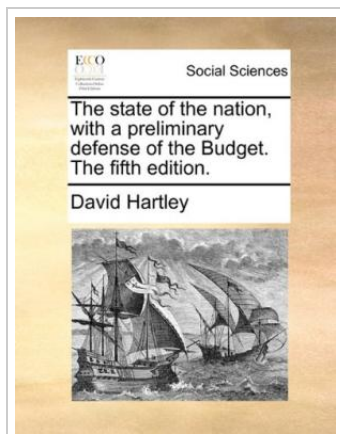 ECCO
Social Sciences
The state of the nation,
with a preliminary
defense of the Budget.
The fifth edition.
David Hartley